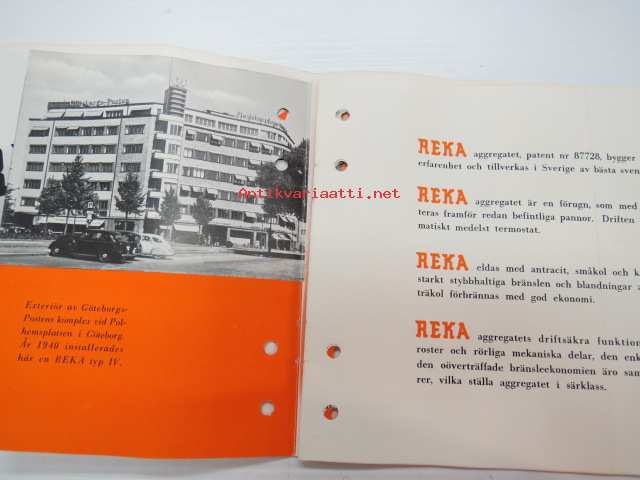 Göteborgs-Posten
Antikvariaatti.net
Exteriör av Göteborgs-
Postens komplex vid Pol-
hemsplatsen i Göteborg.
År 1940 installerades
här en REKA typ IV.
REKA aggregatet, patent nr 87728, bygger
erfarenhet och tillverkas i Sverige av bästa sven
REKA aggregatet är en förugn, som med
teras framför redan befintliga pannor. Driften
matiskt medelst termostat.
REKA eldas med antracit, småkol och k
starkt stybbhaltiga bränslen och blandningar a
träkol förbrännas med god ekonomi.
REKA aggregatets driftsäkra funktion
roster och rörliga mekaniska delar, den enk
den oöverträffade bränsleekonomien äro sam
rer, vilka ställa aggregatet i särklass.